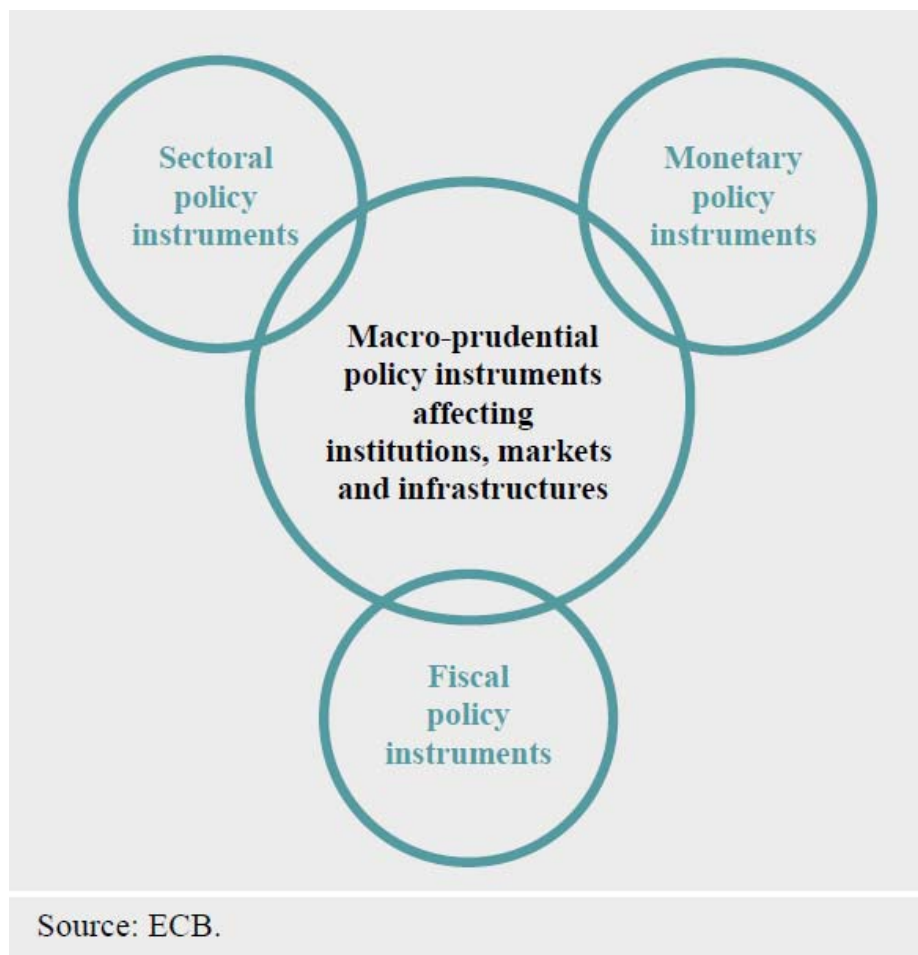 Sectoral
policy
instruments
Monetary
policy
instruments
Macro-prudential
policy instruments
affecting
institutions, markets
and infrastructures
Fiscal
policy
instruments
Source: ECB.